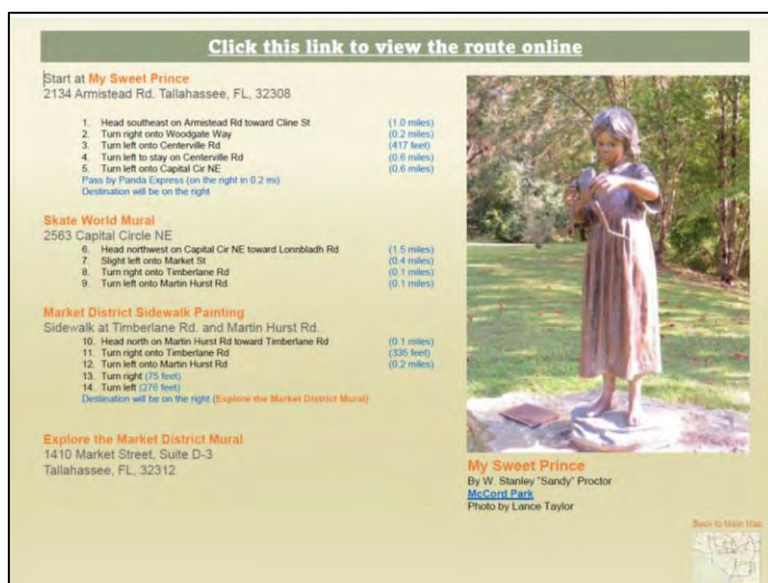 Click this link to view the route online
Start at My Sweet Prince
2134 Armistead Rd. Tallahassee, FL, 32308
1. Head southeast on Armistead Rd toward Cline St (1.0 miles)
2. Turn right onto Woodgate Way (0.2 miles)
3. Turn left onto Centerville Rd (417 feet)
4. Turn left to stay on Centerville Rd (0.6 miles)
5. Turn left onto Capital Cir NE (0.6 miles)
Pass by Panda Express (on the right in 0.2 mi)
Destination will be on the right
Skate World Mural
2563 Capital Circle NE
6. Head northwest on Capital Cir NE toward Lonnbladh Rd (1.5 miles)
7. Slight left onto Market St (0.4 miles)
8. Turn right onto Timberlane Rd (0.1 miles)
9. Turn left onto Martin Hurst Rd (0.1 miles)
Market District Sidewalk Painting
Sidewalk at Timberlane Rd. and Martin Hurst Rd.
10. Head north on Martin Hurst Rd toward Timberlane Rd (0.1 miles)
11. Turn right onto Timberlane Rd (335 feet)
12. Turn left onto Martin Hurst Rd (0.2 miles)
13. Turn right (75 feet)
14. Turn left (276 feet)
Destination will be on the right (Explore the Market District Mural)
Explore the Market District Mural
1410 Market Street, Suite D-3
Tallahassee, FL, 32312
My Sweet Prince
By W. Stanley "Sandy" Proctor
McCord Park
Photo by Lance Taylor
Back to Main Map